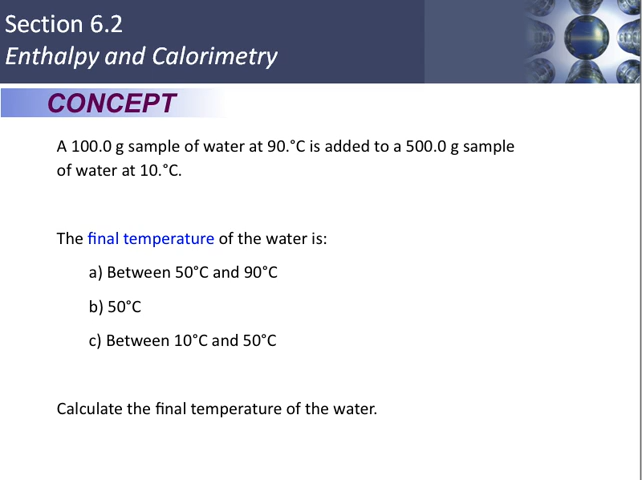 Section 6.2
Enthalpy and Calorimetry
CONCEPT
A 100.0 g sample of water at 90.°C is added to a 500.0 g sample
of water at 10.°C.
The final temperature of the water is:
a) Between 50°C and 90°C
b) 50°C
c) Between 10°C and 50°C
Calculate the final temperature of the water.